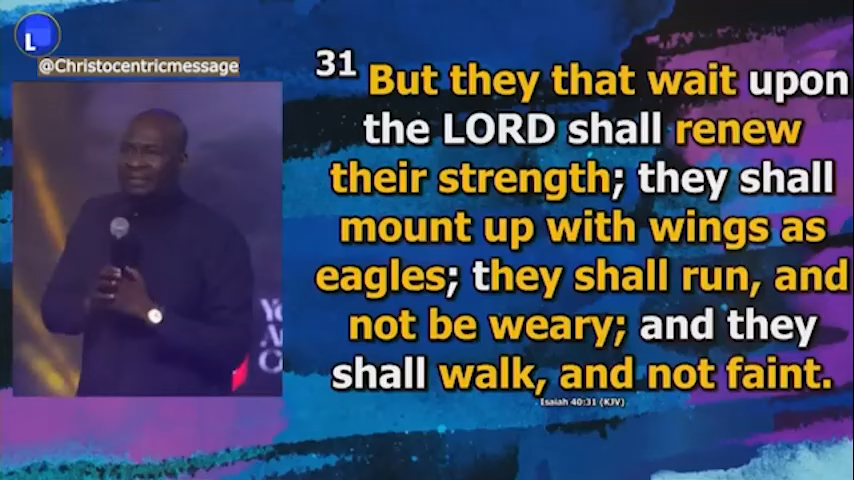 L
@Christocentricmessage
31 But they that wait upon
the LORD shall renew
their strength; they shall
mount up with wings as
eagles; they shall run, and
not be weary; and they
shall walk, and not faint.
Isaiah 40:31 (KJV)